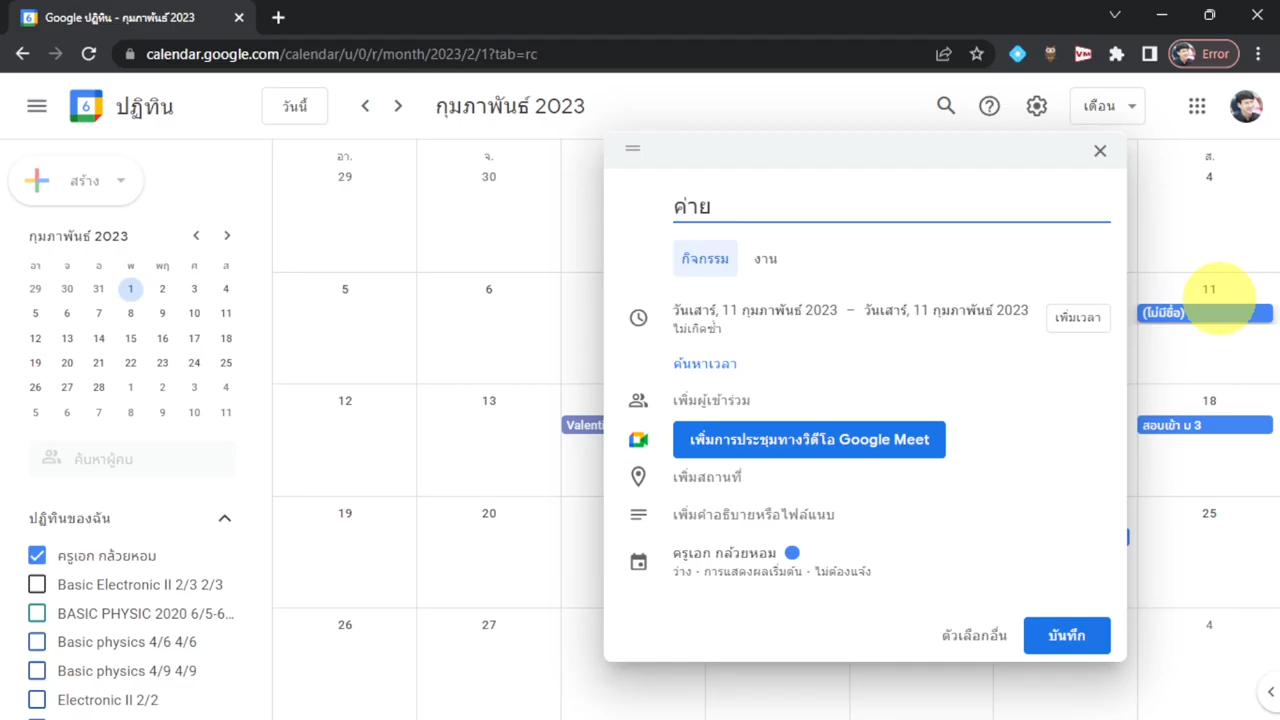 Google ปฏิทิน - กุมภาพันธ์ 2023
calendar.google.com/calendar/u/0/r/month/2023/2/1?tab=rc
Error
6 ปฏิทิน
วันนี้
กุมภาพันธ์ 2023
เดือน
สร้าง
กุมภาพันธ์ 2023
อา จ อ พ พฤ ศ ส
29 30 31 1 2 3 4
5 6 7 8 9 10 11
12 13 14 15 16 17 18
19 20 21 22 23 24 25
26 27 28 1 2 3 4
5 6 7 8 9 10 11
ค้นหาผู้คน
ปฏิทินของฉัน
ครูเอก กล้วยหอม
Basic Electronic II 2/3 2/3
BASIC PHYSIC 2020 6/5-6...
Basic physics 4/6 4/6
Basic physics 4/9 4/9
Electronic II 2/2
อา. จ. ส.
29 30 4
5 6 11
(ไม่มีชื่อ)
12 13 18
Valenti
สอบเข้า ม 3
19 20 25
26 27 4
ค่าย
กิจกรรม งาน
วันเสาร์, 11 กุมภาพันธ์ 2023 – วันเสาร์, 11 กุมภาพันธ์ 2023
ไม่เกิดซ้ำ
เพิ่มเวลา
ค้นหาเวลา
เพิ่มผู้เข้าร่วม
เพิ่มการประชุมทางวิดีโอ Google Meet
เพิ่มสถานที่
เพิ่มคำอธิบายหรือไฟล์แนบ
ครูเอก กล้วยหอม
ว่าง · การแสดงผลเริ่มต้น · ไม่ต้องแจ้ง
ตัวเลือกอื่น
บันทึก